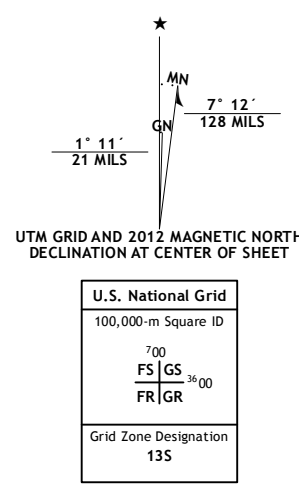 ★
MN
7° 12´
128 MILS
GN
1° 11´
21 MILS
UTM GRID AND 2012 MAGNETIC NORTH
DECLINATION AT CENTER OF SHEET
U.S. National Grid
100,000-m Square ID
700
FS GS
3600
FR GR
Grid Zone Designation
13S